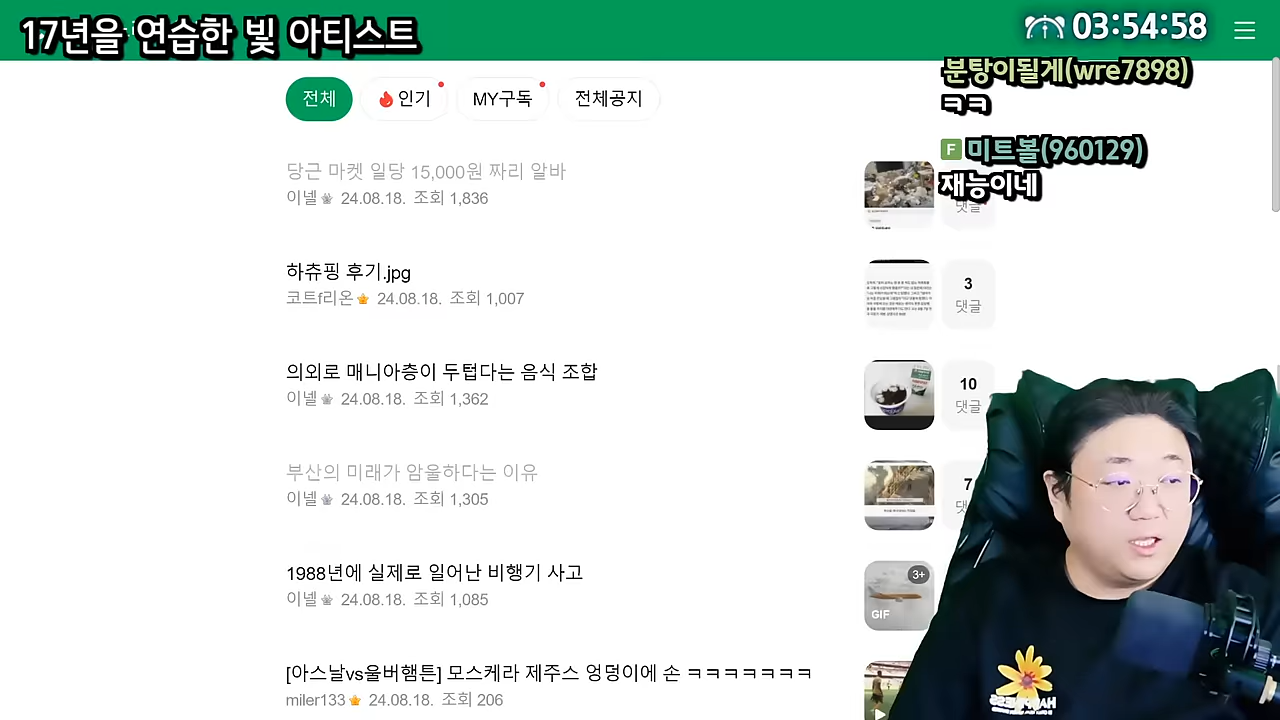 17년을 연습한 빛 아티스트
03:54:58
분탕이될게(wre7898)
ㅋㅋ
F 미트볼(960129)
재능이네
전체
인기
MY구독
전체공지
당근 마켓 일당 15,000원 짜리 알바
이넬 24.08.18. 조회 1,836
댓글
하츄핑 후기.jpg
코트f리온 24.08.18. 조회 1,007
3
댓글
의외로 매니아층이 두텁다는 음식 조합
이넬 24.08.18. 조회 1,362
10
댓글
부산의 미래가 암울하다는 이유
이넬 24.08.18. 조회 1,305
7
1988년에 실제로 일어난 비행기 사고
이넬 24.08.18. 조회 1,085
3+
GIF
[아스날vs울버햄튼] 모스케라 제주스 엉덩이에 손 ㅋㅋㅋㅋㅋㅋㅋ
miler133 24.08.18. 조회 206